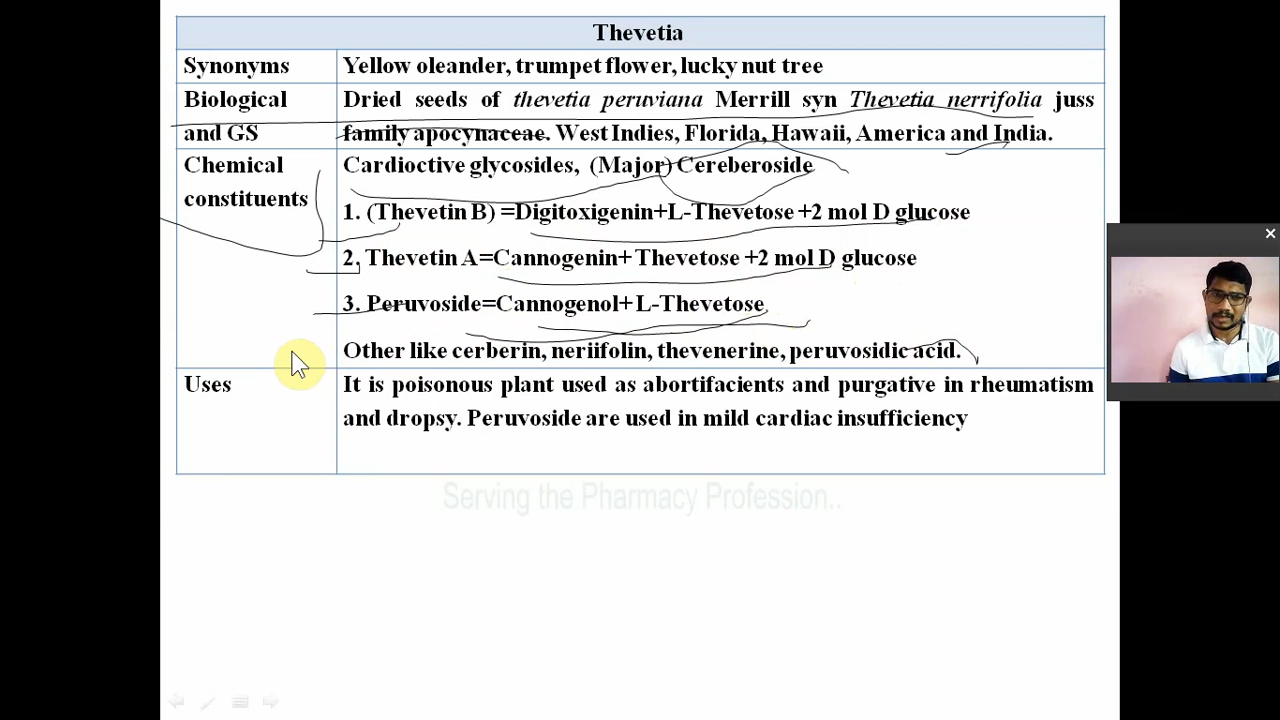 Thevetia
Synonyms
Yellow oleander, trumpet flower, lucky nut tree
Biological
and GS
Dried seeds of thevetia peruviana Merrill syn Thevetia nerrifolia juss
family apocynaceae. West Indies, Florida, Hawaii, America and India.
Chemical
constituents
Cardioctive glycosides, (Major) Cereberoside
1. (Thevetin B) =Digitoxigenin+L-Thevetose +2 mol D glucose
2. Thevetin A=Cannogenin+ Thevetose +2 mol D glucose
3. Peruvoside=Cannogenol+ L-Thevetose
Other like cerberin, neriifolin, thevenerine, peruvosidic acid.
Uses
It is poisonous plant used as abortifacients and purgative in rheumatism
and dropsy. Peruvoside are used in mild cardiac insufficiency
Serving the Pharmacy Profession..